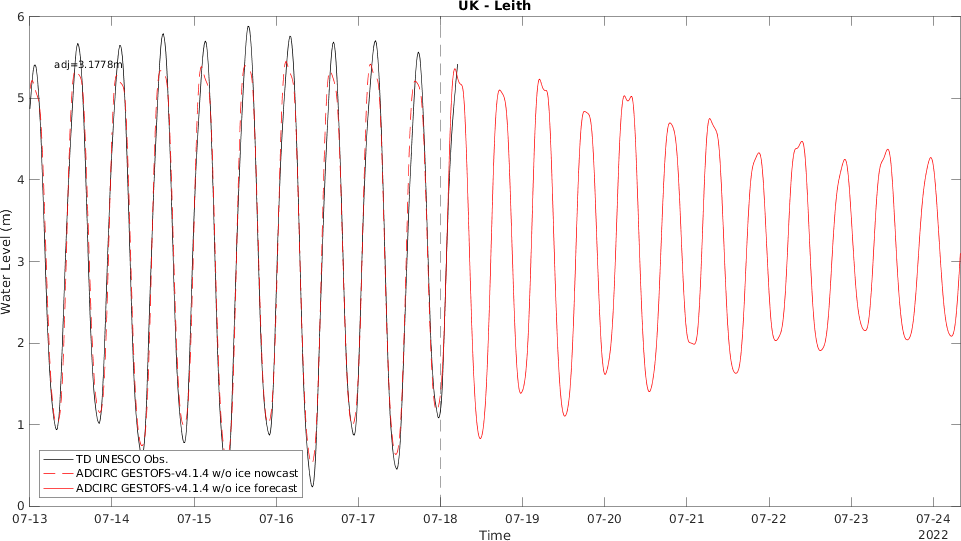 UK - Leith
adj=3.1778m
6
5
4
3
2
1
0
Water Level (m)
TD UNESCO Obs.
ADCIRC GESTOFS-v4.1.4 w/o ice nowcast
ADCIRC GESTOFS-v4.1.4 w/o ice forecast
07-13 07-14 07-15 07-16 07-17 07-18 07-19 07-20 07-21 07-22 07-23 07-24
2022
Time